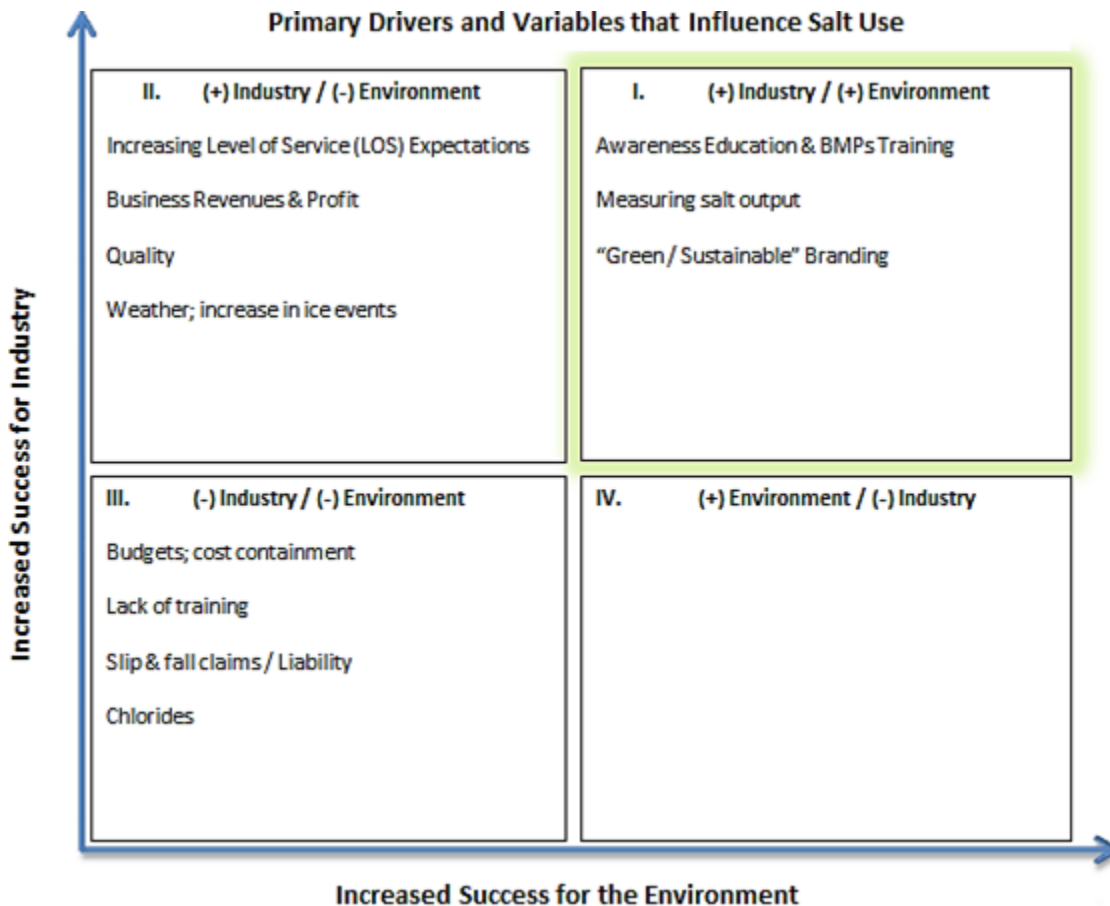 Primary Drivers and Variables that Influence Salt Use
II. (+) Industry / (-) Environment
Increasing Level of Service (LOS) Expectations
Business Revenues & Profit
Quality
Weather; increase in ice events
I. (+) Industry / (+) Environment
Awareness Education & BMPs Training
Measuring salt output
“Green / Sustainable” Branding
III. (-) Industry / (-) Environment
Budgets; cost containment
Lack of training
Slip & fall claims / Liability
Chlorides
IV. (+) Environment / (-) Industry
Increased Success for Industry
Increased Success for the Environment